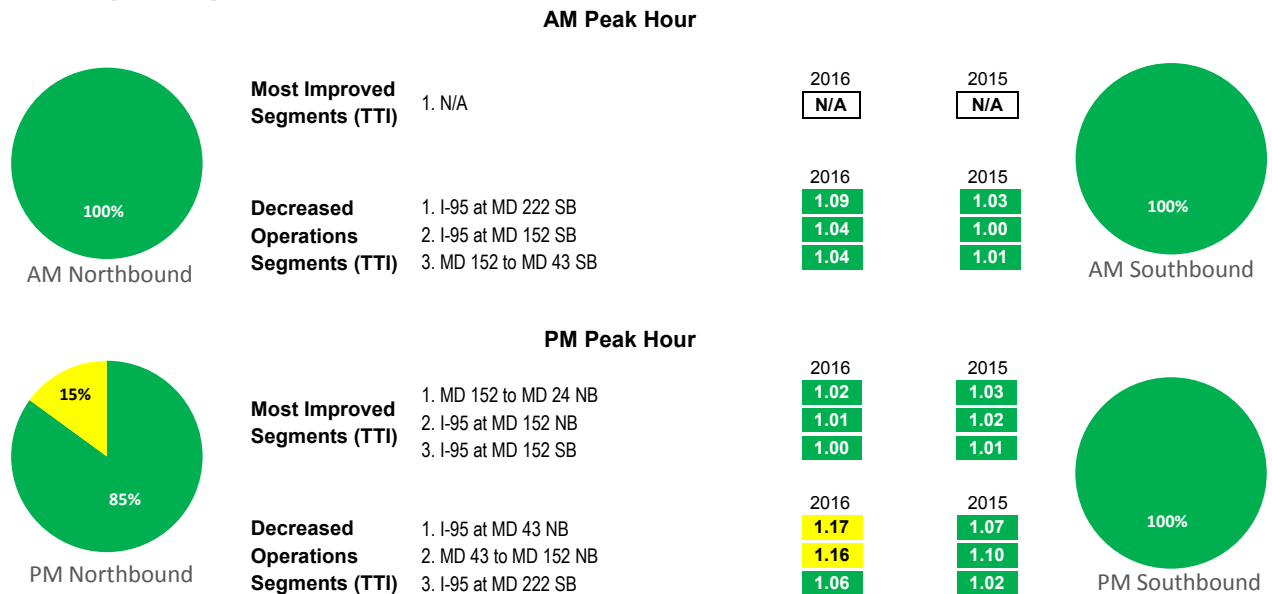 AM Peak Hour
100%
AM Northbound
Most Improved
Segments (TTI)
1. N/A
2016
2015
N/A
N/A
Decreased
Operations
Segments (TTI)
1. I-95 at MD 222 SB
2. I-95 at MD 152 SB
3. MD 152 to MD 43 SB
2016
2015
1.09
1.03
1.04
1.00
1.04
1.01
100%
AM Southbound
PM Peak Hour
15%
85%
PM Northbound
Most Improved
Segments (TTI)
1. MD 152 to MD 24 NB
2. I-95 at MD 152 NB
3. I-95 at MD 152 SB
2016
2015
1.02
1.03
1.01
1.02
1.00
1.01
Decreased
Operations
Segments (TTI)
1. I-95 at MD 43 NB
2. MD 43 to MD 152 NB
3. I-95 at MD 222 SB
2016
2015
1.17
1.07
1.16
1.10
1.06
1.02
100%
PM Southbound